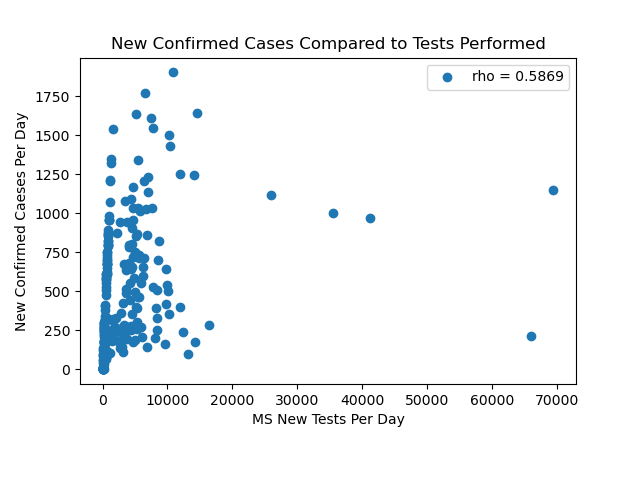 New Confirmed Cases Compared to Tests Performed
rho = 0.5869
New Confirmed Caeses Per Day
1750
1500
1250
1000
750
500
250
0
0 10000 20000 30000 40000 50000 60000 70000
MS New Tests Per Day